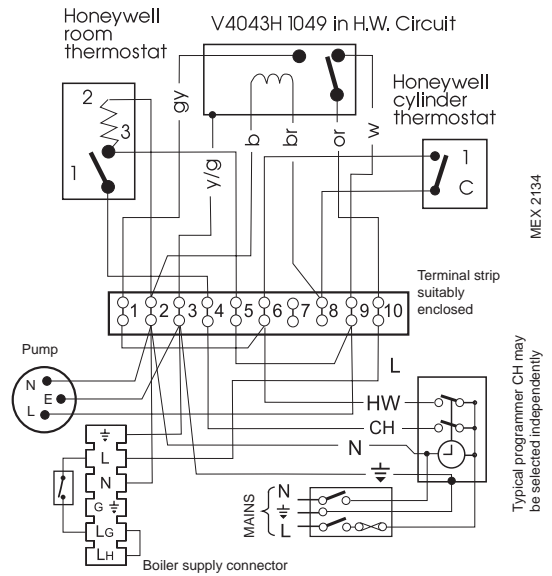 Honeywell
room
thermostat
V4043H 1049 in H.W. Circuit
Honeywell
cylinder
thermostat
2
3
1
gy
y/g
b
br
or
w
1
C
MEX 2134
Terminal strip
suitably
enclosed
1 2 3 4 5 6 7 8 9 10
Pump
N
E
L
L
HW
CH
N
Typical programmer CH may
be selected independently
L
N
G
LG
LH
MAINS
N
L
Boiler supply connector